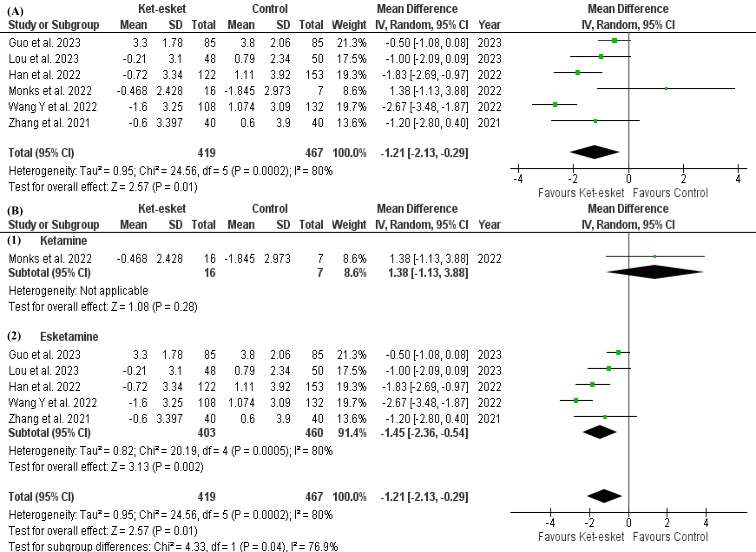 (A) Ket-esket Control Mean Difference Mean Difference
Study or Subgroup Mean SD Total Mean SD Total Weight IV, Random, 95% CI Year IV, Random, 95% CI
Guo et al. 2023 3.3 1.78 85 3.8 2.06 85 21.3% -0.50 [-1.08, 0.08] 2023
Lou et al. 2023 -0.21 3.1 48 0.79 2.34 50 17.5% -1.00 [-2.09, 0.09] 2023
Han et al. 2022 -0.72 3.34 122 1.11 3.92 153 19.3% -1.83 [-2.69, -0.97] 2022
Monks et al. 2022 -0.468 2.428 16 -1.845 2.973 7 8.6% 1.38 [-1.13, 3.88] 2022
Wang Y et al. 2022 -1.6 3.25 108 1.074 3.09 132 19.7% -2.67 [-3.48, -1.87] 2022
Zhang et al. 2021 -0.6 3.397 40 0.6 3.9 40 13.6% -1.20 [-2.80, 0.40] 2021
Total (95% CI) 419 467 100.0% -1.21 [-2.13, -0.29]
Heterogeneity: Tau² = 0.95; Chi² = 24.56, df = 5 (P = 0.0002); I² = 80%
Test for overall effect: Z = 2.57 (P = 0.01)
-4 -2 0 2 4
Favours Ket-esket Favours Control
(B) Ket-esket Control Mean Difference Mean Difference
Study or Subgroup Mean SD Total Mean SD Total Weight IV, Random, 95% CI Year IV, Random, 95% CI
(1) Ketamine
Monks et al. 2022 -0.468 2.428 16 -1.845 2.973 7 8.6% 1.38 [-1.13, 3.88] 2022
Subtotal (95% CI) 16 7 8.6% 1.38 [-1.13, 3.88]
Heterogeneity: Not applicable
Test for overall effect: Z = 1.08 (P = 0.28)
(2) Esketamine
Guo et al. 2023 3.3 1.78 85 3.8 2.06 85 21.3% -0.50 [-1.08, 0.08] 2023
Lou et al. 2023 -0.21 3.1 48 0.79 2.34 50 17.5% -1.00 [-2.09, 0.09] 2023
Han et al. 2022 -0.72 3.34 122 1.11 3.92 153 19.3% -1.83 [-2.69, -0.97] 2022
Wang Y et al. 2022 -1.6 3.25 108 1.074 3.09 132 19.7% -2.67 [-3.48, -1.87] 2022
Zhang et al. 2021 -0.6 3.397 40 0.6 3.9 40 13.6% -1.20 [-2.80, 0.40] 2021
Subtotal (95% CI) 403 460 91.4% -1.45 [-2.36, -0.54]
Heterogeneity: Tau² = 0.82; Chi² = 20.19, df = 4 (P = 0.0005); I² = 80%
Test for overall effect: Z = 3.13 (P = 0.002)
Total (95% CI) 419 467 100.0% -1.21 [-2.13, -0.29]
Heterogeneity: Tau² = 0.95; Chi² = 24.56, df = 5 (P = 0.0002); I² = 80%
Test for overall effect: Z = 2.57 (P = 0.01)
Test for subgroup differences: Chi² = 4.33, df = 1 (P = 0.04), I² = 76.9%
-4 -2 0 2 4
Favours Ket-esket Favours Control